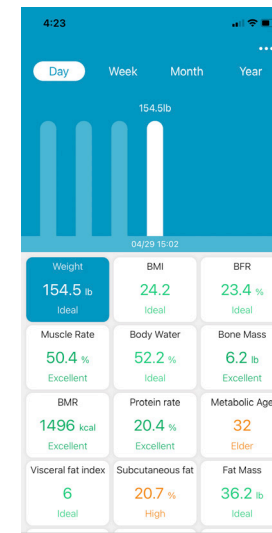 4:23
Day Week Month Year
154.5lb
04/29 15:02
Weight BMI BFR
154.5 lb 24.2 23.4 %
Ideal Ideal Ideal
Muscle Rate Body Water Bone Mass
50.4 % 52.2 % 6.2 lb
Excellent Ideal Excellent
BMR Protein rate Metabolic Age
1496 kcal 20.4 % 32
Excellent Excellent Elder
Visceral fat index Subcutaneous fat Fat Mass
6 20.7 % 36.2 lb
Ideal High Ideal